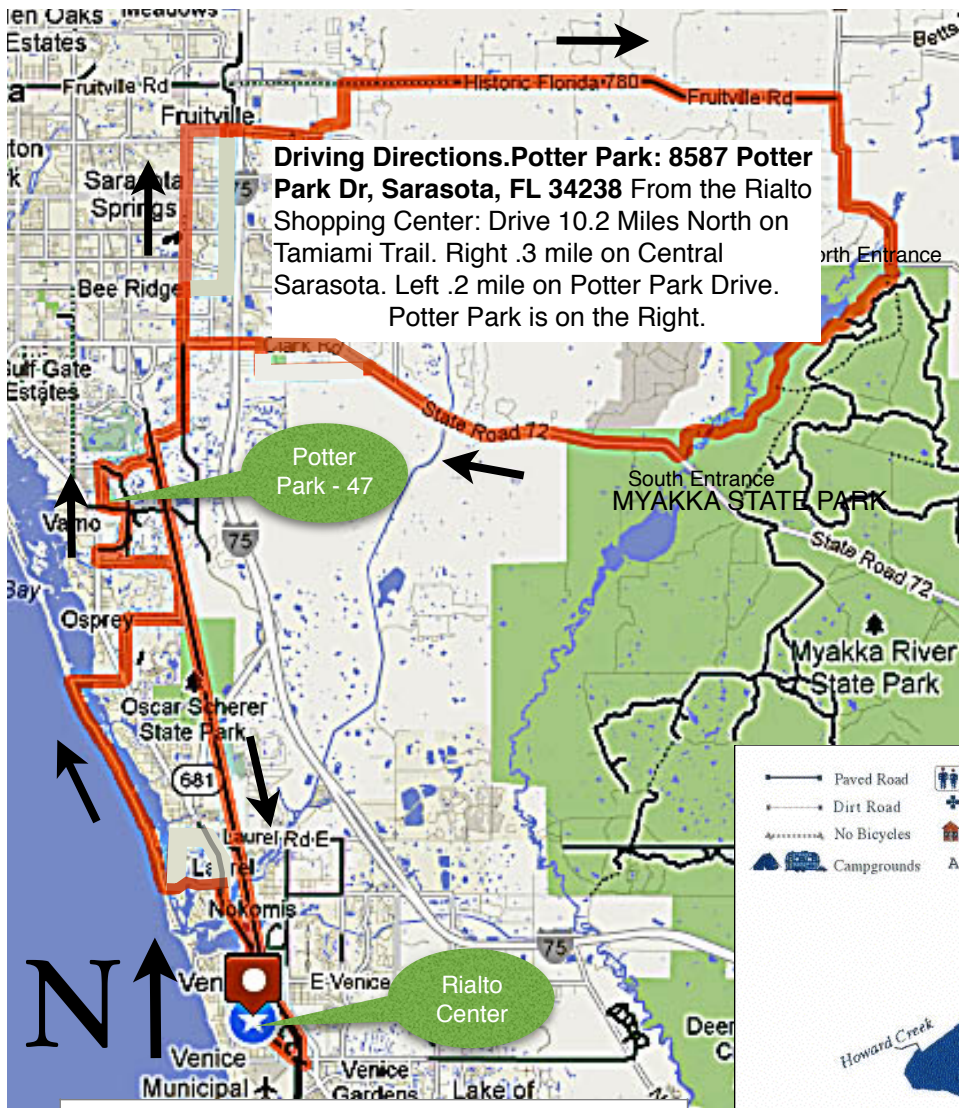 en Oaks
Meadows
Estates
Betts
Fruitville Rd
Historic Florida 780
Fruitville Rd
Fruitville
Driving Directions.Potter Park: 8587 Potter
Park Dr, Sarasota, FL 34238 From the Rialto
Shopping Center: Drive 10.2 Miles North on
Tamiami Trail. Right .3 mile on Central
Sarasota. Left .2 mile on Potter Park Drive.
Potter Park is on the Right.
ton
Sarasota
Springs
75
orth Entrance
Bee Ridge
Clark Rd
Gulf Gate
Estates
State Road 72
Potter
Park - 47
South Entrance
MYAKKA STATE PARK
Vamo
75
State Road 72
Bay
Osprey
Myakka River
State Park
Oscar Scherer
State Park
681
Paved Road
Dirt Road
No Bicycles
Campgrounds
A
Laurel Rd E
Laurel
Nokomis
75
N
Ven
E Venice
Rialto
Center
Deer
C
Howard Creek
Venice
Municipal
Venice
Gardens
Lake of